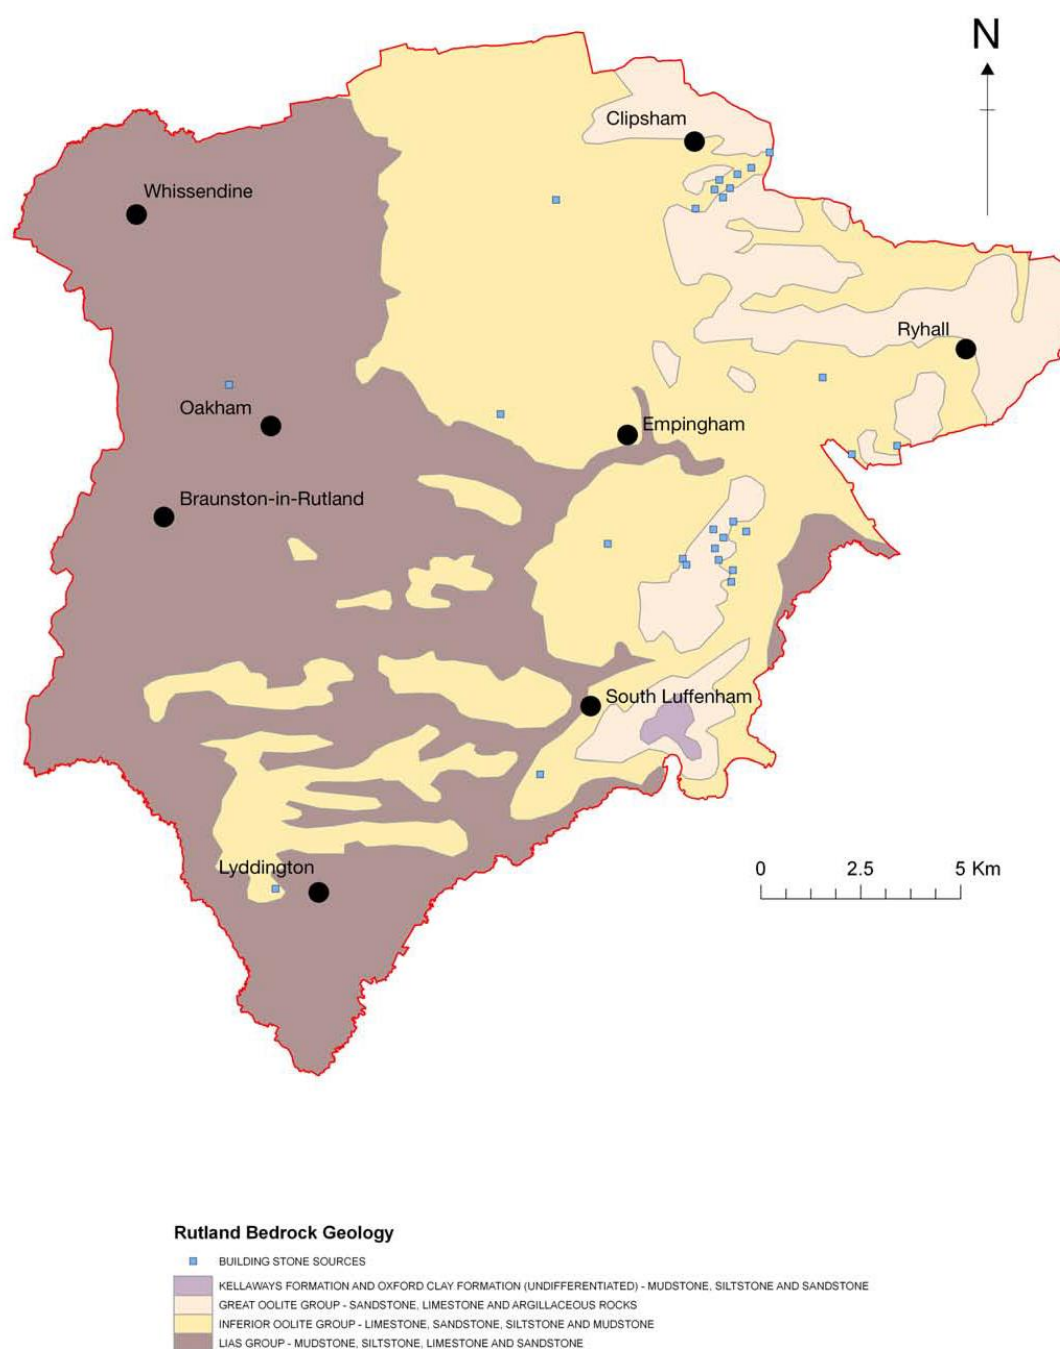 N
Clipsham
Whissendine
Ryhall
Oakham
Empingham
Braunston-in-Rutland
South Luffenham
Lyddington
0 2.5 5 Km
Rutland Bedrock Geology
BUILDING STONE SOURCES
KELLAWAYS FORMATION AND OXFORD CLAY FORMATION (UNDIFFERENTIATED) - MUDSTONE, SILTSTONE AND SANDSTONE
GREAT OOLITE GROUP - SANDSTONE, LIMESTONE AND ARGILLACEOUS ROCKS
INFERIOR OOLITE GROUP - LIMESTONE, SANDSTONE, SILTSTONE AND MUDSTONE
LIAS GROUP - MUDSTONE, SILTSTONE, LIMESTONE AND SANDSTONE